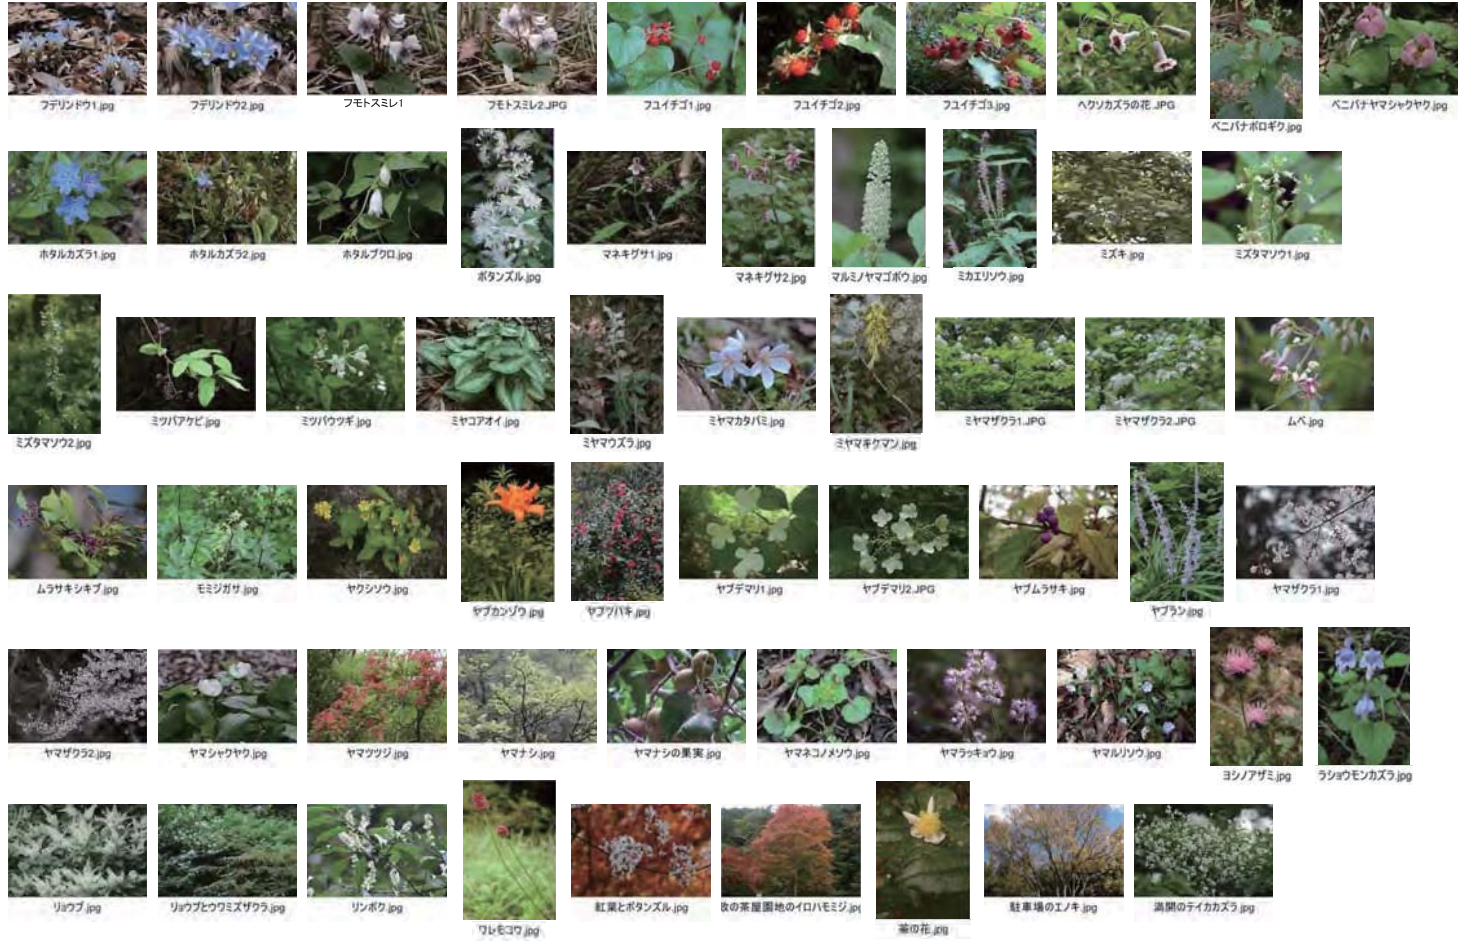 フデリンドウ1.jpg
フデリンドウ2.jpg
フモトスミレ1
フモトスミレ2.JPG
フユイチゴ1.jpg
フユイチゴ2.jpg
フユイチゴ3.jpg
ヘクソカズラの花.JPG
ベニバナボロギク.jpg
ベニバナヤマシャクヤク.jpg
ホタルカズラ1.jpg
ホタルカズラ2.jpg
ホタルブクロ.jpg
ボタンヅル.jpg
マネキグサ1.jpg
マネキグサ2.jpg
マルミノヤマゴボウ.jpg
ミカエリソウ.jpg
ミズキ.jpg
ミズタマソウ1.jpg
ミズタマソウ2.jpg
ミツバアケビ.jpg
ミツバウツギ.jpg
ミヤコアオイ.jpg
ミヤマウズラ.jpg
ミヤマカタバミ.jpg
ミヤマキケマン.jpg
ミヤマザクラ1.JPG
ミヤマザクラ2.JPG
ムベ.jpg
ムラサキシキブ.jpg
モミジガサ.jpg
ヤクシソウ.jpg
ヤブカンゾウ.jpg
ヤブツバキ.jpg
ヤブデマリ1.jpg
ヤブデマリ2.JPG
ヤブムラサキ.jpg
ヤブラン.jpg
ヤマザクラ1.jpg
ヤマザクラ2.jpg
ヤマシャクヤク.jpg
ヤマツツジ.jpg
ヤマナシ.jpg
ヤマナシの果実.jpg
ヤマネコノメソウ.jpg
ヤマラッキョウ.jpg
ヤマルリソウ.jpg
ヨシノアザミ.jpg
ラショウモンカズラ.jpg
リョウブ.jpg
リョウブとウワミズザクラ.jpg
リンボク.jpg
ワレモコウ.jpg
紅葉とボタンヅル.jpg
の茶屋園地のイロハモミジ.jpg
茶の花.jpg
駐車場のエノキ.jpg
満開のテイカカズラ.jpg